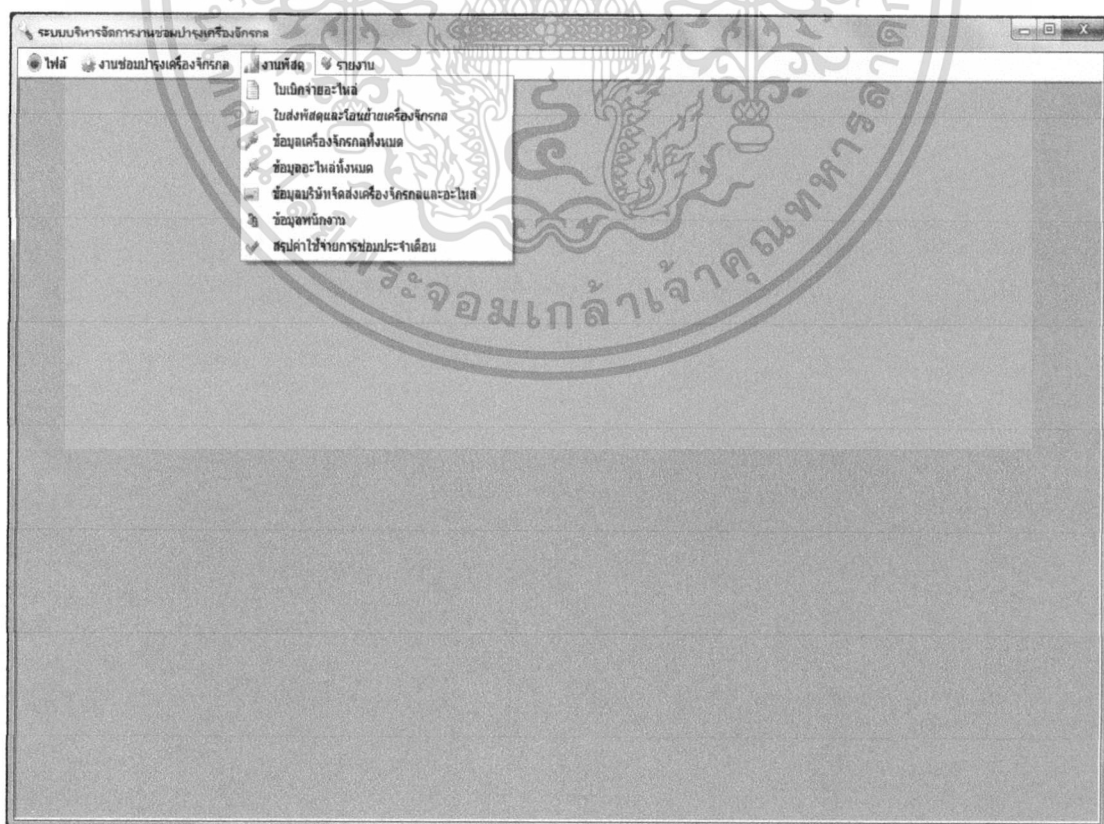 ระบบบริหารจัดการงานซ่อมบำรุงเครื่องจักรกล
ไฟล์ งานซ่อมบำรุงเครื่องจักรกล งานพัสดุ รายงาน
ใบเบิกจ่ายอะไหล่
ใบส่งพัสดุและโอนย้ายเครื่องจักรกล
ข้อมูลเครื่องจักรกลทั้งหมด
ข้อมูลอะไหล่ทั้งหมด
ข้อมูลบริษัทจัดส่งเครื่องจักรกลและอะไหล่
ข้อมูลพนักงาน
สรุปค่าใช้จ่ายการซ่อมประจำเดือน
พระจอมเกล้าเจ้าคุณทหารลาด